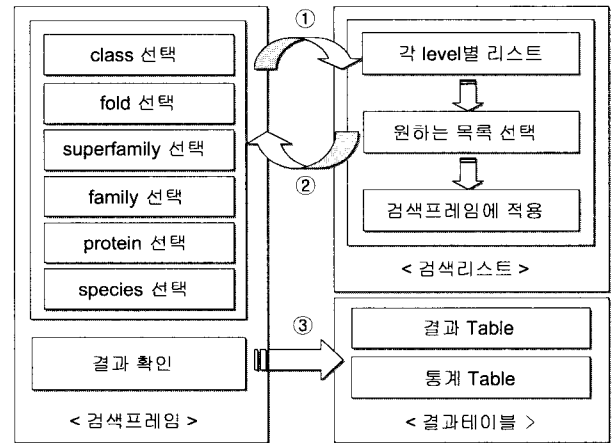 class 선택
fold 선택
superfamily 선택
family 선택
protein 선택
species 선택
결과 확인
< 검색프레임 >
①
②
③
각 level별 리스트
원하는 목록 선택
검색프레임에 적용
< 검색리스트 >
결과 Table
통계 Table
< 결과테이블 >